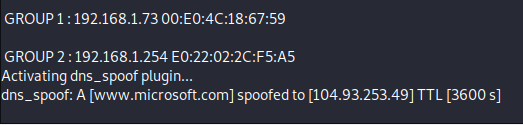 GROUP 1 : 192.168.1.73 00:E0:4C:18:67:59
GROUP 2 : 192.168.1.254 E0:22:02:2C:F5:A5
Activating dns_spoof plugin...
dns_spoof: A [www.microsoft.com] spoofed to [104.93.253.49] TTL [3600 s]